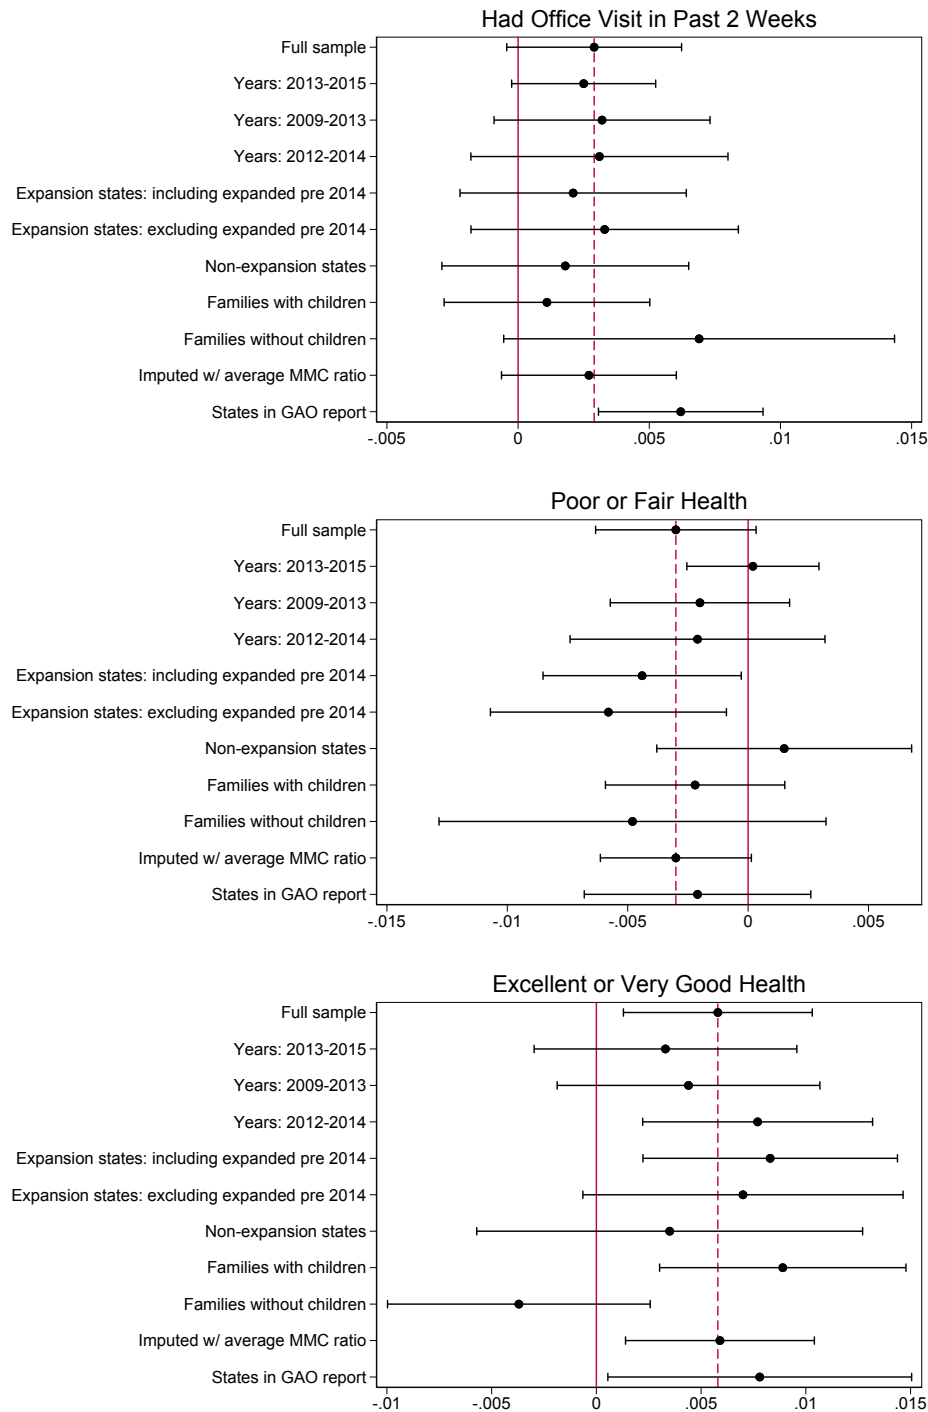 Had Office Visit in Past 2 Weeks
Full sample
Years: 2013-2015
Years: 2009-2013
Years: 2012-2014
Expansion states: including expanded pre 2014
Expansion states: excluding expanded pre 2014
Non-expansion states
Families with children
Families without children
Imputed w/ average MMC ratio
States in GAO report
-.005 0 .005 .01 .015
Poor or Fair Health
Full sample
Years: 2013-2015
Years: 2009-2013
Years: 2012-2014
Expansion states: including expanded pre 2014
Expansion states: excluding expanded pre 2014
Non-expansion states
Families with children
Families without children
Imputed w/ average MMC ratio
States in GAO report
-.015 -.01 -.005 0 .005
Excellent or Very Good Health
Full sample
Years: 2013-2015
Years: 2009-2013
Years: 2012-2014
Expansion states: including expanded pre 2014
Expansion states: excluding expanded pre 2014
Non-expansion states
Families with children
Families without children
Imputed w/ average MMC ratio
States in GAO report
-.01 -.005 0 .005 .01 .015